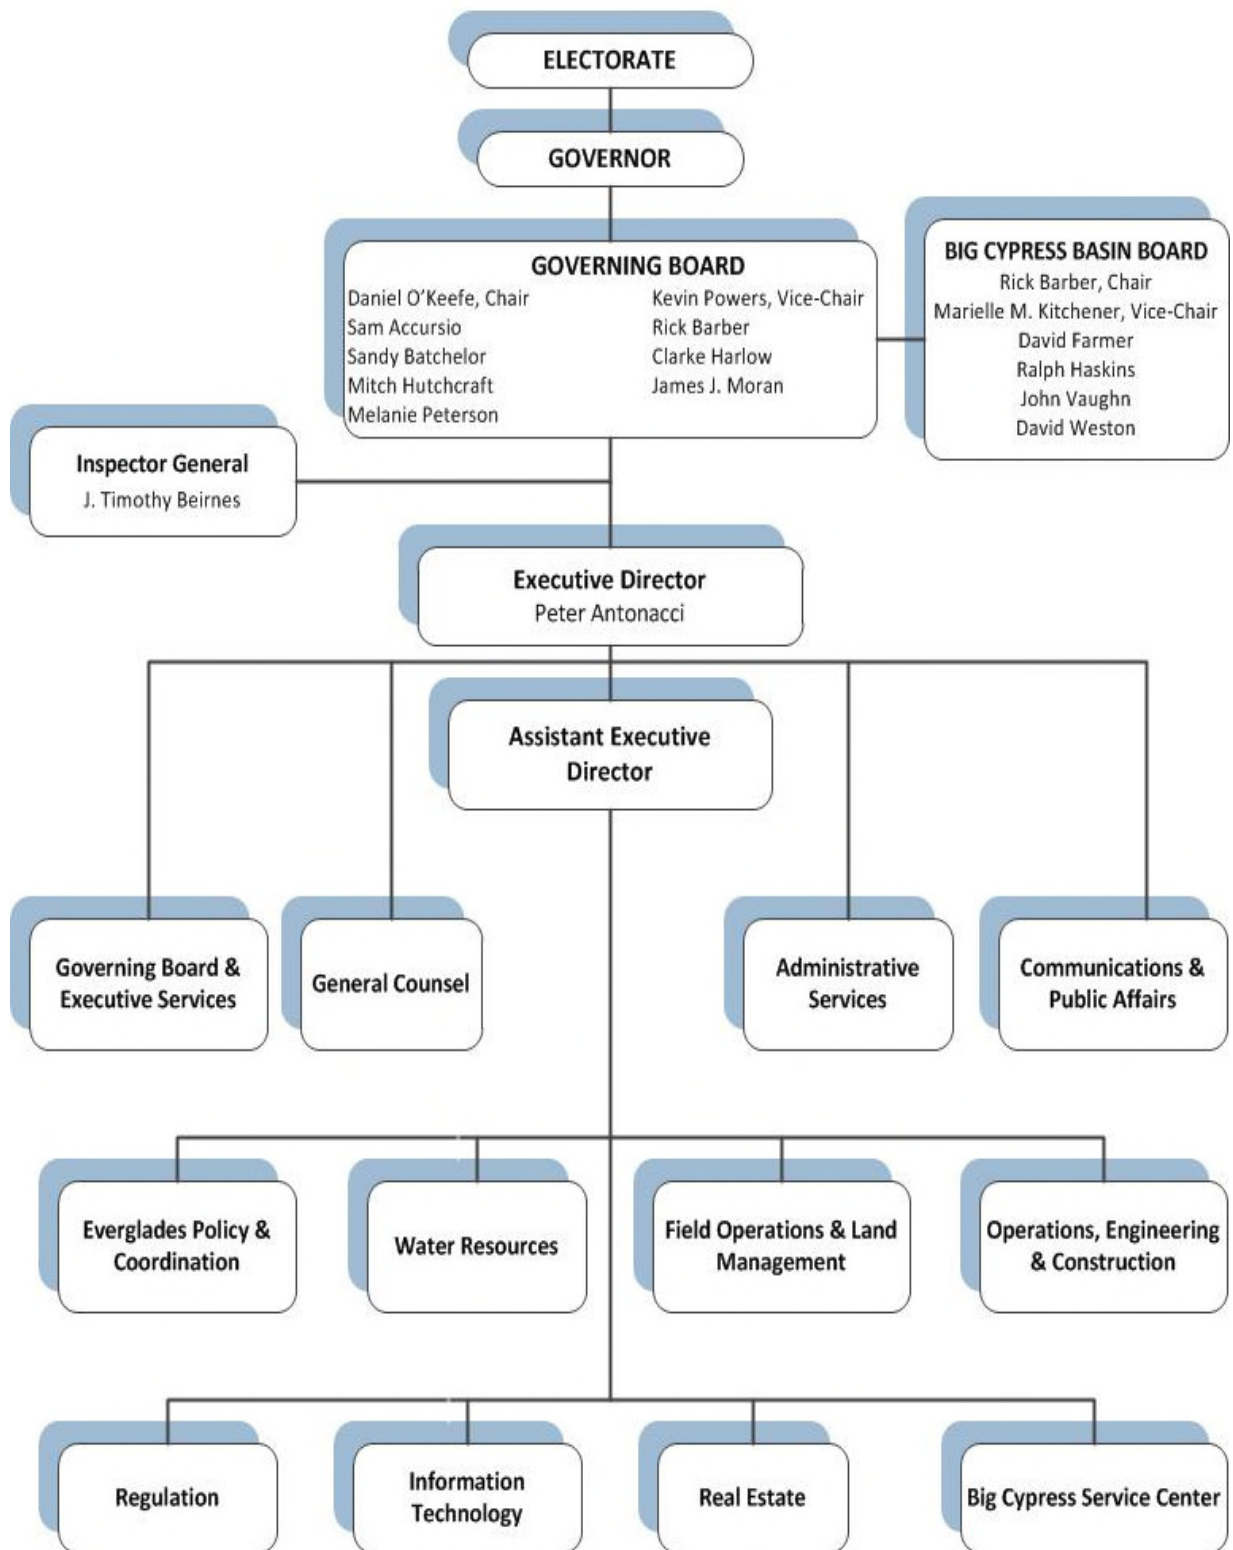 ELECTORATE
GOVERNOR
GOVERNING BOARD
Daniel O'Keefe, Chair
Kevin Powers, Vice-Chair
Sam Accursio
Rick Barber
Sandy Batchelor
Clarke Harlow
Mitch Hutchcraft
James J. Moran
Melanie Peterson
BIG CYPRESS BASIN BOARD
Rick Barber, Chair
Marielle M. Kitchener, Vice-Chair
David Farmer
Ralph Haskins
John Vaughn
David Weston
Inspector General
J. Timothy Beirnes
Executive Director
Peter Antonacci
Assistant Executive
Director
Governing Board &
Executive Services
General Counsel
Administrative
Services
Communications &
Public Affairs
Everglades Policy &
Coordination
Water Resources
Field Operations & Land
Management
Operations, Engineering
& Construction
Regulation
Information
Technology
Real Estate
Big Cypress Service Center